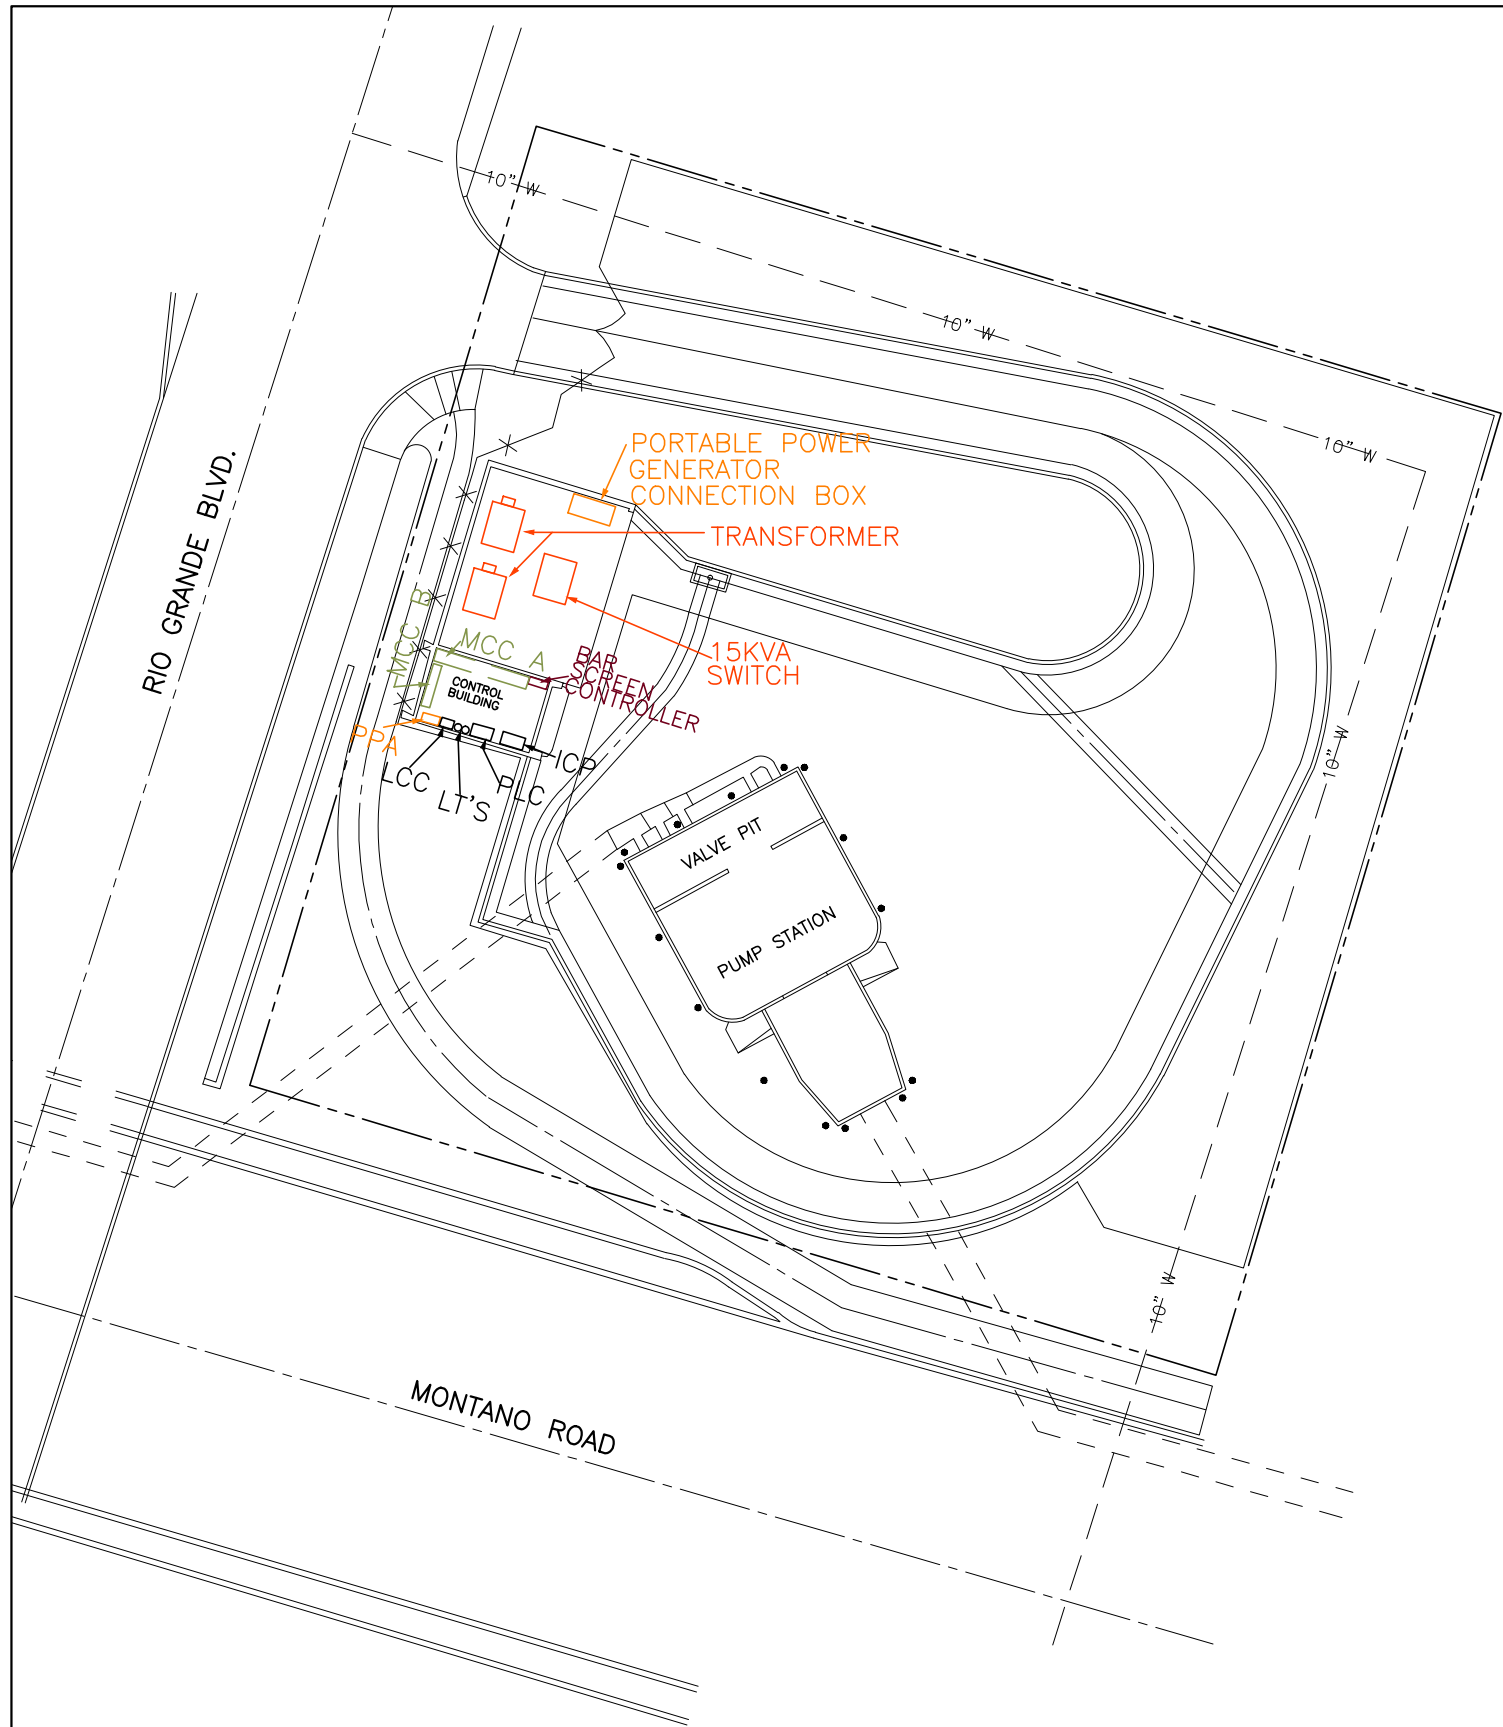 10" W
10" W
10" W
RIO GRANDE BLVD.
PORTABLE POWER
GENERATOR
CONNECTION BOX
TRANSFORMER
MCC B
MCC A
BAR
SCREEN
CONTROLLER
15KVA
SWITCH
CONTROL
BUILDING
PPA
LCC
LT'S
PLC
ICP
10" W
VALVE PIT
PUMP STATION
10" W
MONTANO ROAD